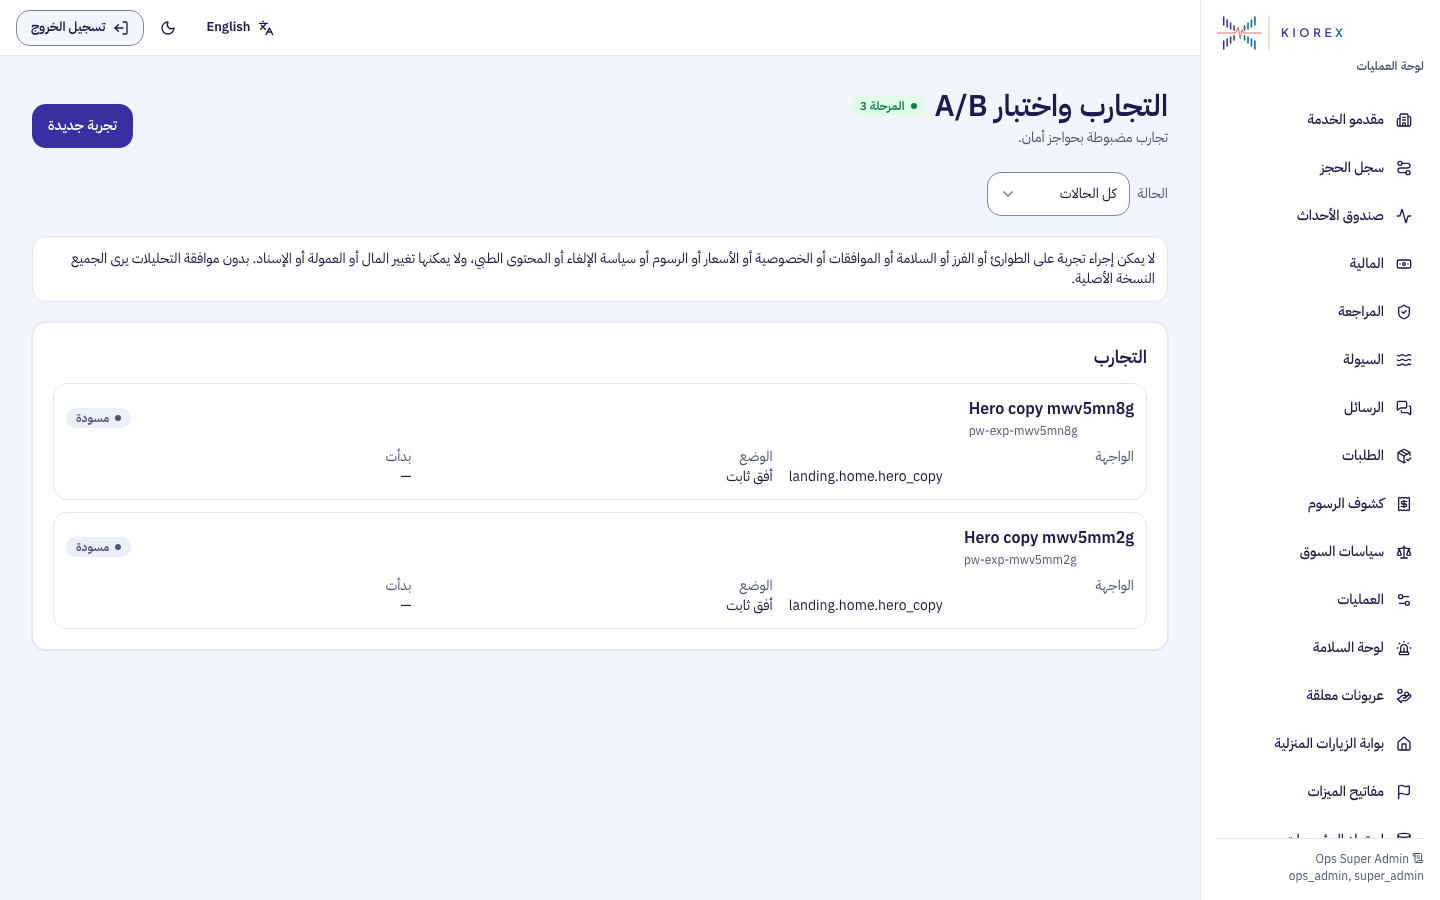 KIOREX
لوحة العمليات
مقدمو الخدمة
سجل الحجز
صندوق الأحداث
المالية
المراجعة
السيولة
الرسائل
الطلبات
كشوف الرسوم
سياسات السوق
العمليات
لوحة السلامة
عربونات معلقة
بوابة الزيارات المنزلية
مفاتيح الميزات
Ops Super Admin
ops_admin, super_admin
English
تسجيل الخروج
التجارب واختبار A/B
المرحلة 3
تجارب مضبوطة بحواجز أمان.
تجربة جديدة
الحالة
كل الحالات
لا يمكن إجراء تجربة على الطوارئ أو الفرز أو السلامة أو الموافقات أو الخصوصية أو الأسعار أو الرسوم أو سياسة الإلغاء أو المحتوى الطبي، ولا يمكنها تغيير المال أو العمولة أو الإسناد. بدون موافقة التحليلات يرى الجميع
النسخة الأصلية.
التجارب
Hero copy mwv5mn8g
مسودة
pw-exp-mwv5mn8g
الواجهة
الوضع
بدأت
landing.home.hero_copy
أفق ثابت
—
Hero copy mwv5mm2g
مسودة
pw-exp-mwv5mm2g
الواجهة
الوضع
بدأت
landing.home.hero_copy
أفق ثابت
—